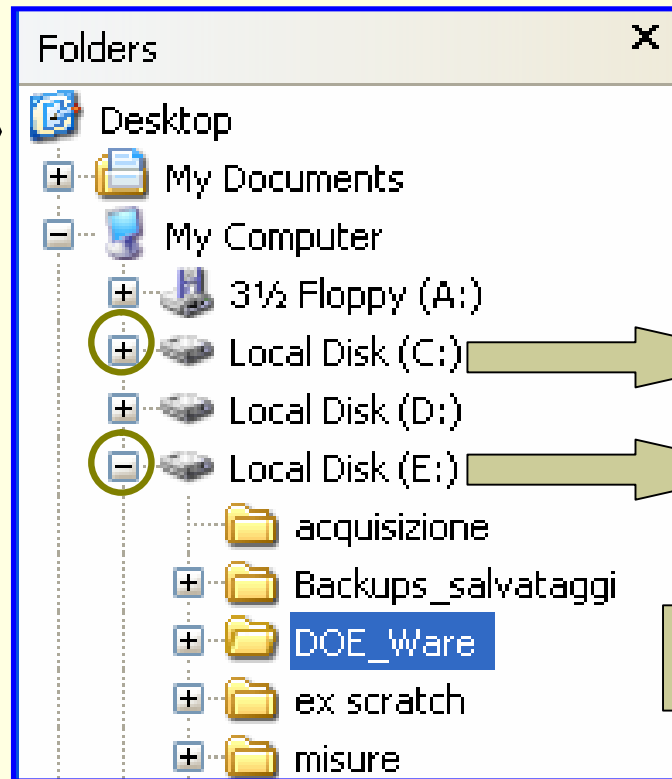 Folders
Desktop
My Documents
My Computer
3½ Floppy (A:)
Local Disk (C:)
Local Disk (D:)
Local Disk (E:)
acquisizione
Backups_salvataggi
DOE_Ware
ex scratch
misure